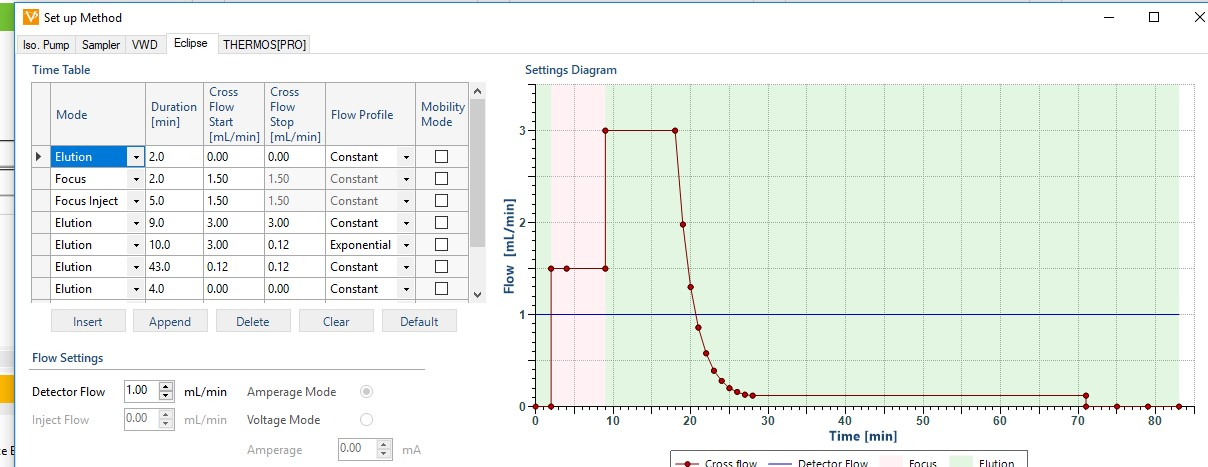 Set up Method
Iso. Pump Sampler VWD Eclipse THERMOS[PRO]
Time Table
Mode Duration [min] Cross Flow Start [mL/min] Cross Flow Stop [mL/min] Flow Profile Mobility Mode
Elution 2.0 0.00 0.00 Constant
Focus 2.0 1.50 1.50 Constant
Focus Inject 5.0 1.50 1.50 Constant
Elution 9.0 3.00 3.00 Constant
Elution 10.0 3.00 0.12 Exponential
Elution 43.0 0.12 0.12 Constant
Elution 4.0 0.00 0.00 Constant
Insert Append Delete Clear Default
Flow Settings
Detector Flow 1.00 mL/min Amperage Mode
Inject Flow 0.00 mL/min Voltage Mode
Amperage 0.00 mA
Settings Diagram
Flow [mL/min]
3
2
1
0
0 10 20 30 40 50 60 70 80
Time [min]
Cross flow Detector Flow Focus Elution